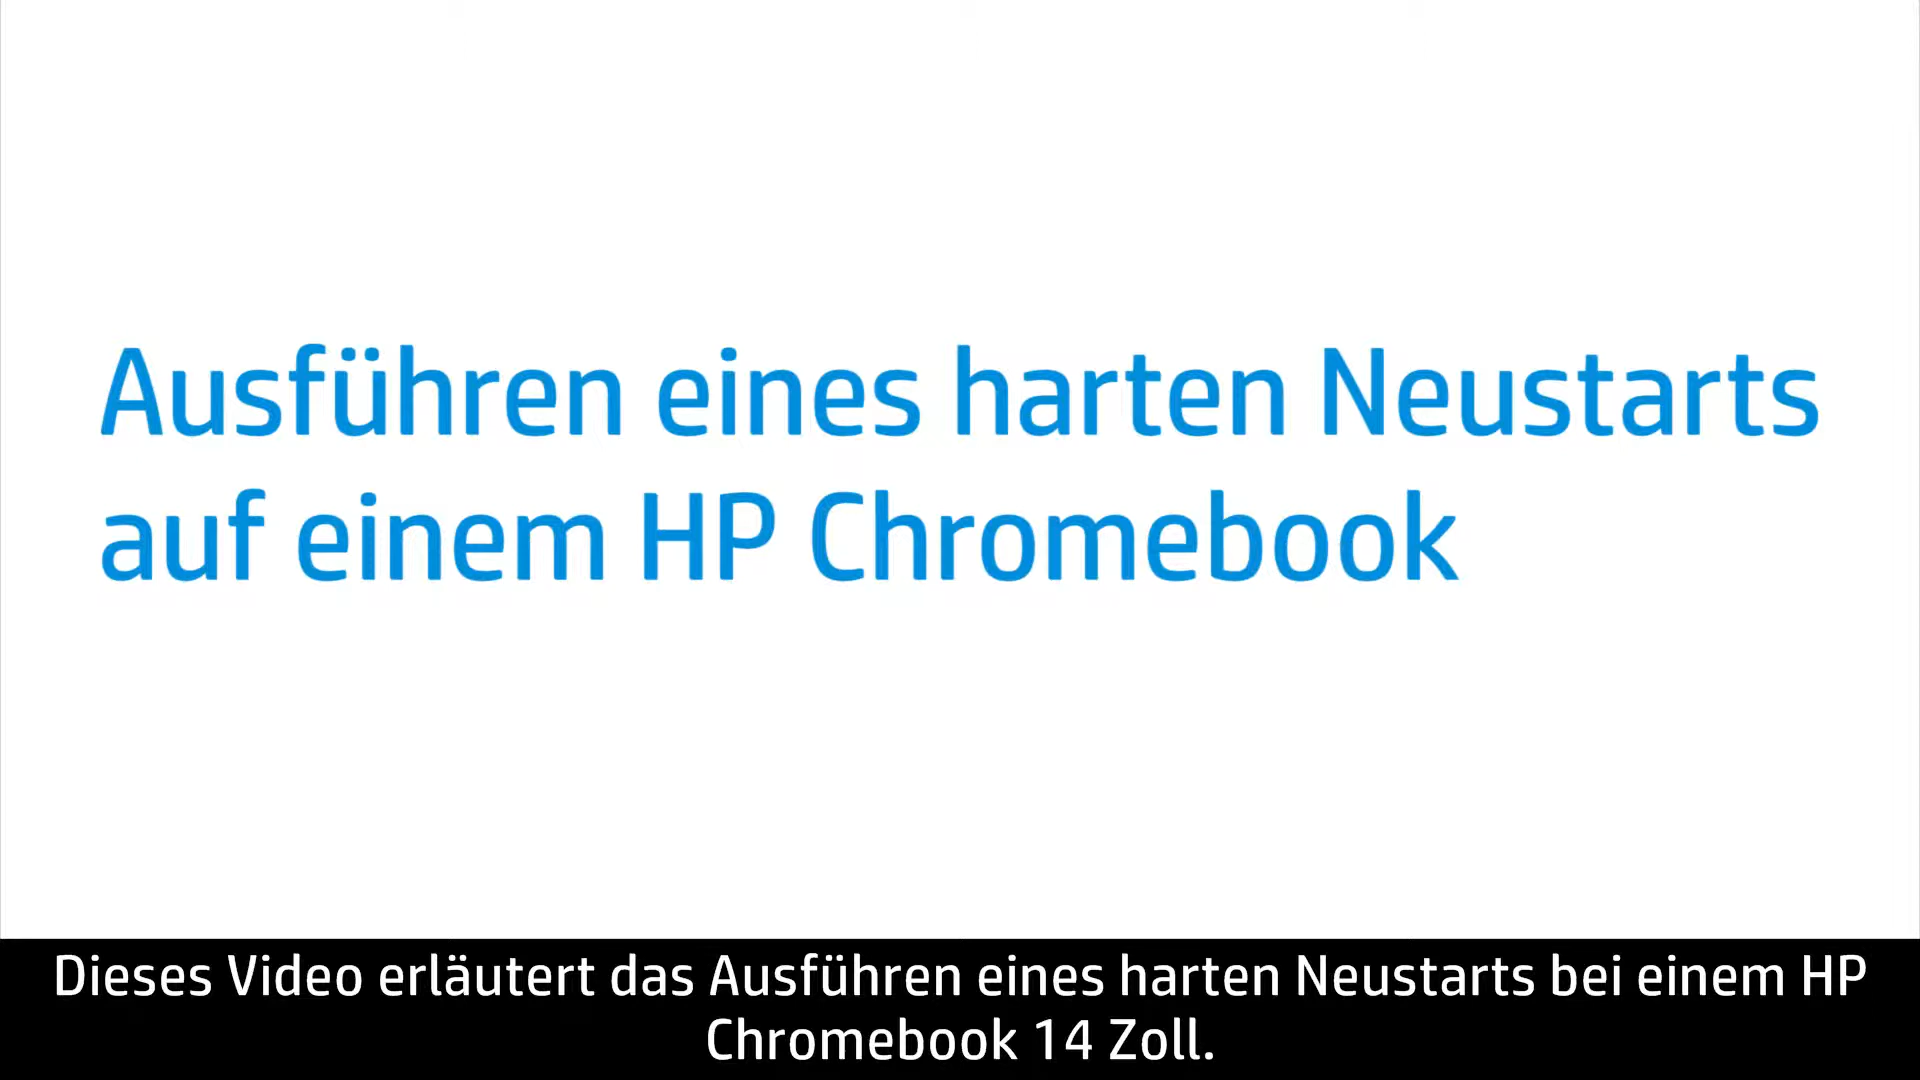 Ausführen eines harten Neustarts
auf einem HP Chromebook
Dieses Video erläutert das Ausführen eines harten Neustarts bei einem HP
Chromebook 14 Zoll.